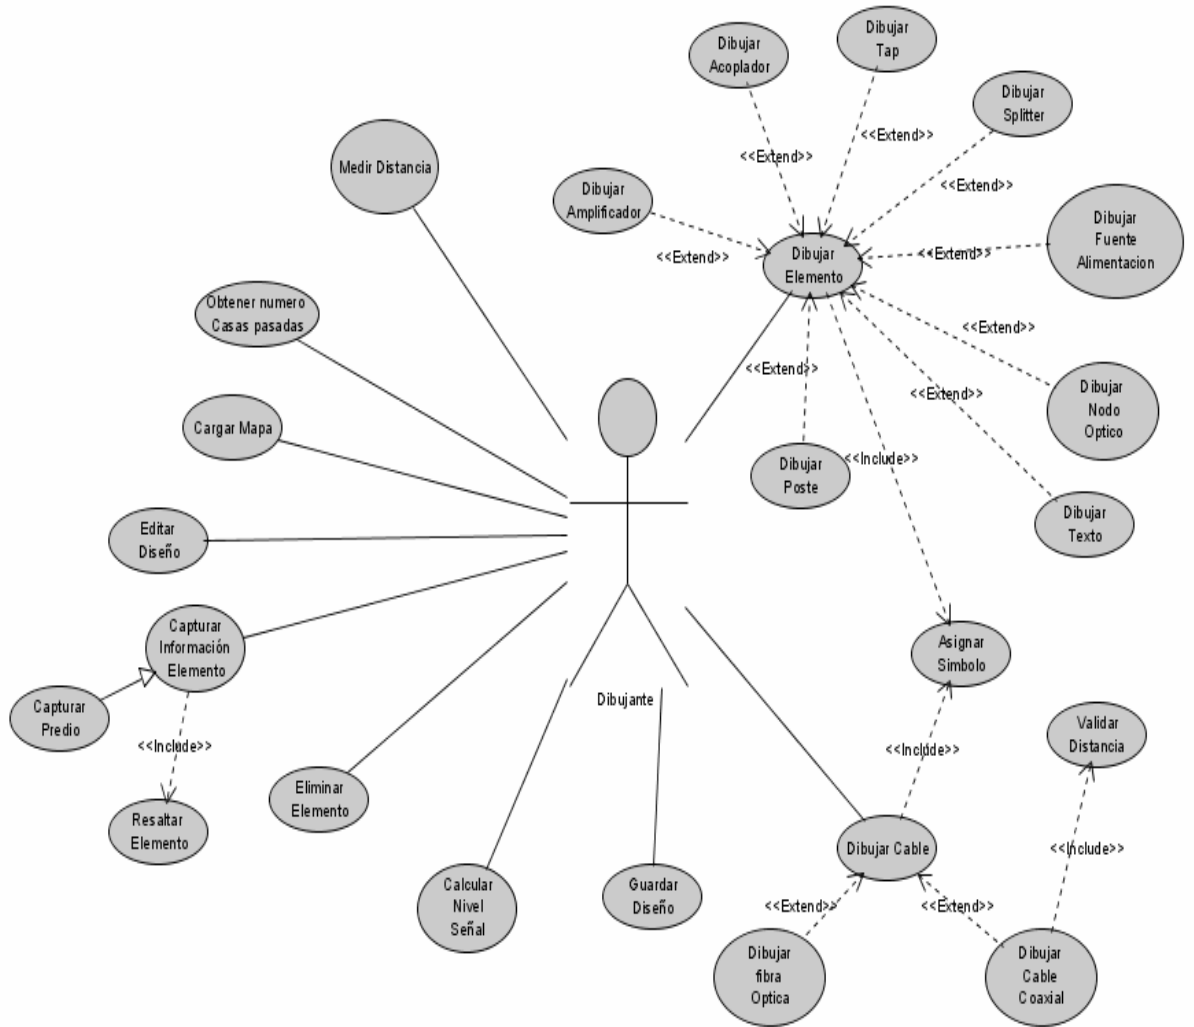 Dibujar
Acoplador
Dibujar
Tap
Dibujar
Splitter
<<Extend>>
<<Extend>>
<<Extend>>
Medir Distancia
Dibujar
Amplificador
Dibujar
Fuente
Alimentacion
<<Extend>>
Dibujar
Elemento
<<Extend>>
Obtener numero
Casas pasadas
<<Extend>>
<<Extend>>
<<Extend>>
Dibujar
Nodo
Optico
Cargar Mapa
Dibujar
Poste
<<Include>>
Dibujar
Texto
Editar
Diseño
Capturar
Información
Elemento
Asignar
Simbolo
Capturar
Predio
Dibujante
Validar
Distancia
<<Include>>
<<Include>>
Eliminar
Elemento
Resaltar
Elemento
Dibujar Cable
<<Include>>
Calcular
Nivel
Señal
Guardar
Diseño
<<Extend>>
<<Extend>>
Dibujar
fibra
Optica
Dibujar
Cable
Coaxial